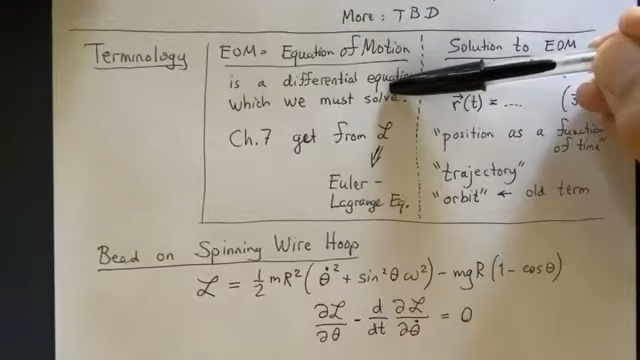 More : TBD
Terminology
EOM = Equation of Motion
is a differential
which we must solve.
Ch. 7 get from ℒ
⇓
Euler -
Lagrange Eq.
Solution to EOM
r⃗(t) = ....
"position as a function
of time"
"trajectory"
"orbit" ← old term
Bead on Spinning Wire Hoop
ℒ = ½ mR² (θ̇² + sin²θ ω²) - mgR (1 - cosθ)
∂ℒ/∂θ - d/dt ∂ℒ/∂θ̇ = 0